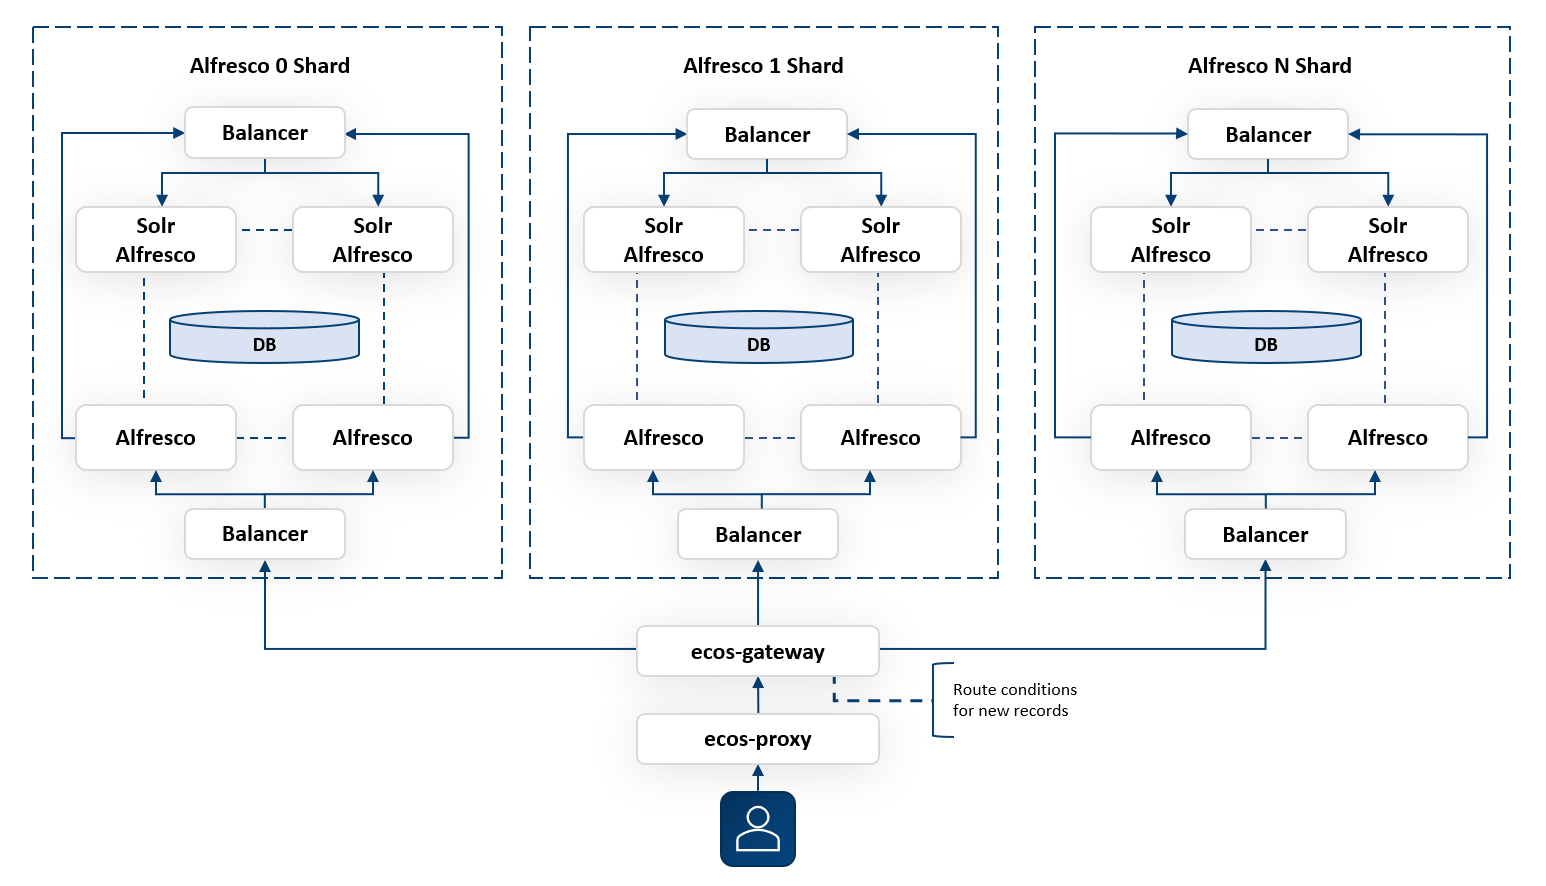 Alfresco 0 Shard
Balancer
Solr
Alfresco
Solr
Alfresco
DB
Alfresco
Alfresco
Balancer
Alfresco 1 Shard
Balancer
Solr
Alfresco
Solr
Alfresco
DB
Alfresco
Alfresco
Balancer
Alfresco N Shard
Balancer
Solr
Alfresco
Solr
Alfresco
DB
Alfresco
Alfresco
Balancer
ecos-gateway
Route conditions
for new records
ecos-proxy